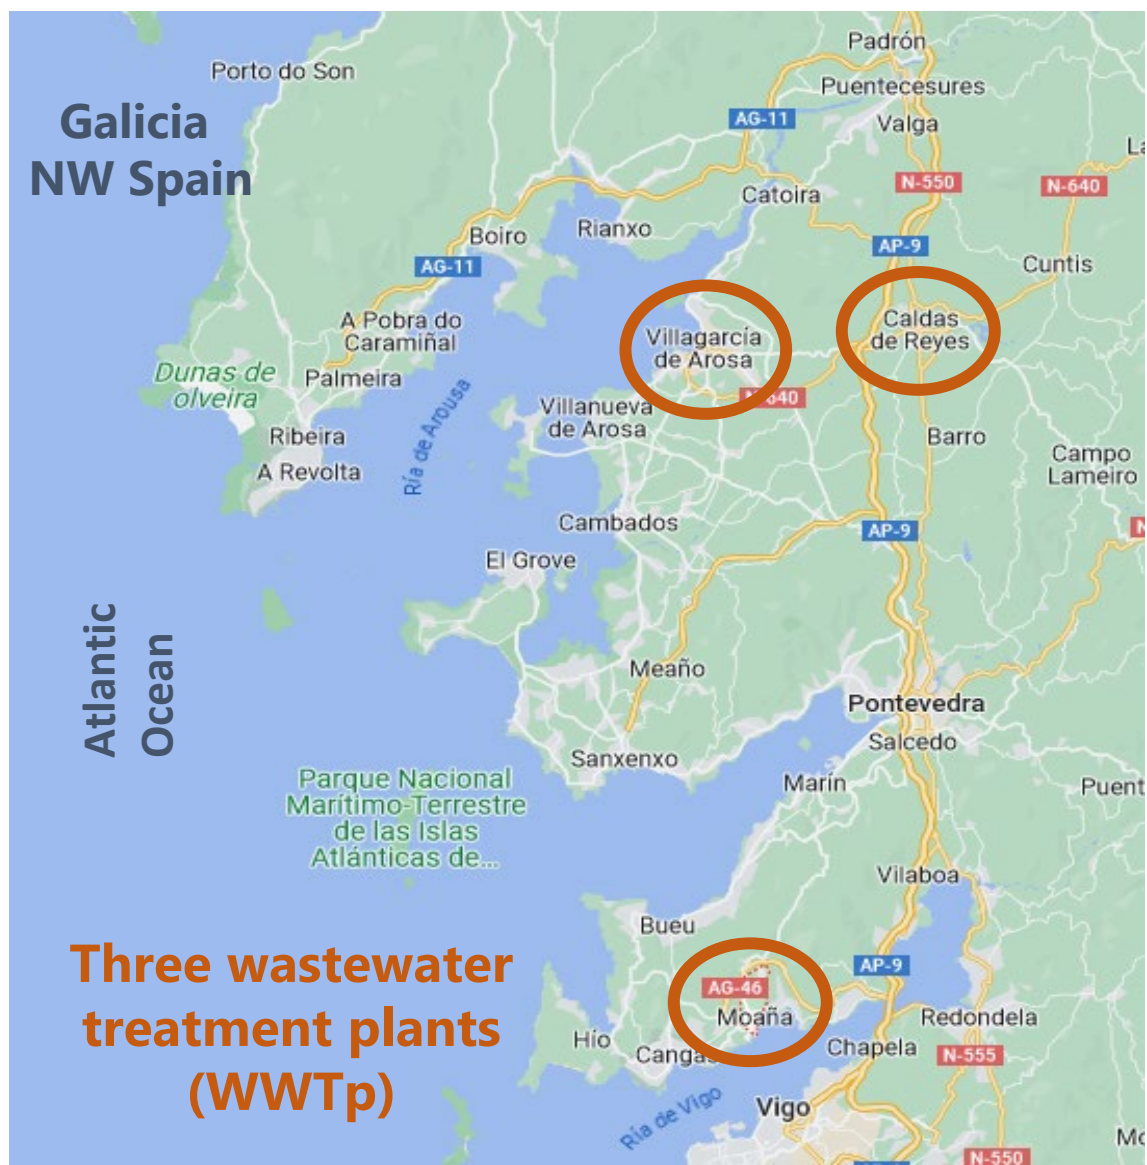 Padrón
Porto do Son
Puentecesures
Galicia
NW Spain
AG-11
Valga
N-550
N-640
Catoira
Rianxo
Boiro
AP-9
AG-11
Cuntis
A Pobra do
Caramiñal
Villagarcía
de Arosa
Caldas
de Reyes
Dunas de
olveira
Palmeira
N-640
Villanueva
de Arosa
Ría de Arousa
Ribeira
A Revolta
Barro
Campo
Lameiro
Cambados
AP-9
El Grove
Atlantic
Ocean
Meaño
Pontevedra
Salcedo
Sanxenxo
Marín
Parque Nacional
Marítimo-Terrestre
de las Islas
Atlánticas de...
Puent
Vilaboa
Bueu
Three wastewater
treatment plants
(WWTp)
AP-9
AG-46
Moaña
Redondela
Hío
Cangas
Chapela
N-555
Ría de Vigo
Vigo
Mo
N-550